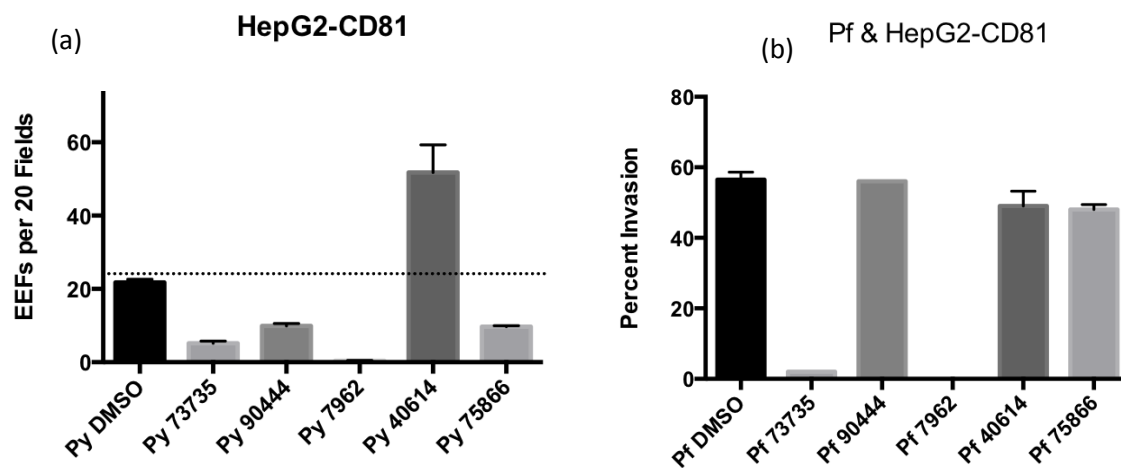 (a)
HepG2-CD81
EEFs per 20 Fields
60
40
20
0
Py DMSO
Py 73735
Py 90444
Py 7962
Py 40614
Py 75866
(b)
Pf & HepG2-CD81
Percent Invasion
80
60
40
20
0
Pf DMSO
Pf 73735
Pf 90444
Pf 7962
Pf 40614
Pf 75866